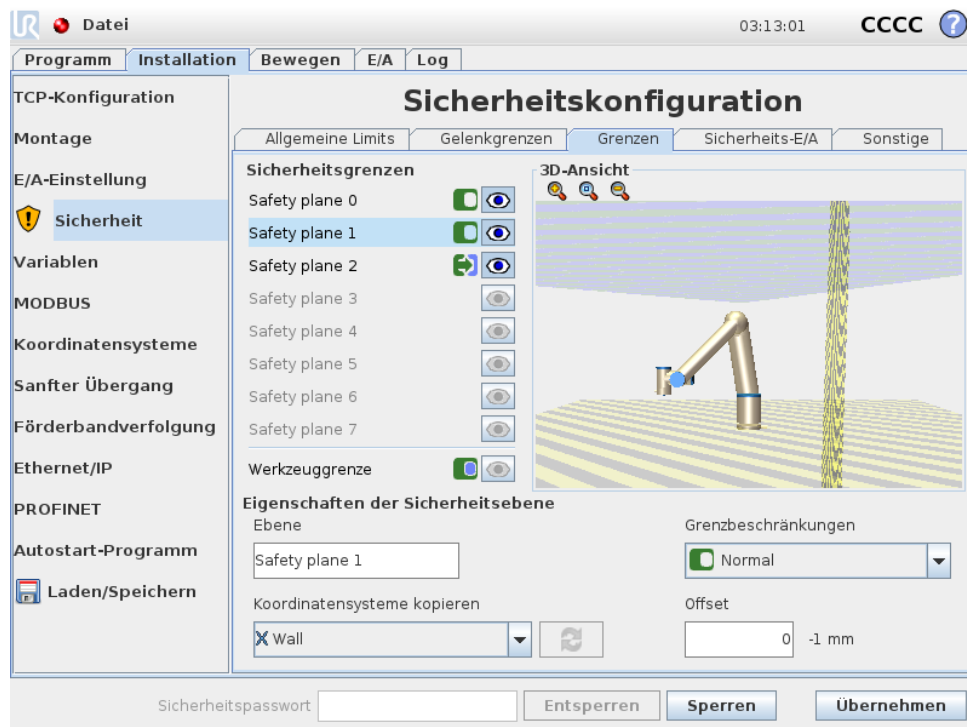 UR Datei 03:13:01 CCCC ?
Programm Installation Bewegen E/A Log
TCP-Konfiguration
Montage
E/A-Einstellung
Sicherheit
Variablen
MODBUS
Koordinatensysteme
Sanfter Übergang
Förderbandverfolgung
Ethernet/IP
PROFINET
Autostart-Programm
Laden/Speichern
Sicherheitskonfiguration
Allgemeine Limits Gelenkgrenzen Grenzen Sicherheits-E/A Sonstige
Sicherheitsgrenzen
Safety plane 0
Safety plane 1
Safety plane 2
Safety plane 3
Safety plane 4
Safety plane 5
Safety plane 6
Safety plane 7
Werkzeuggrenze
3D-Ansicht
Eigenschaften der Sicherheitsebene
Ebene
Safety plane 1
Grenzbeschränkungen
Normal
Koordinatensysteme kopieren
Wall
Offset
0 -1 mm
Sicherheitspasswort Entsperren Sperren Übernehmen